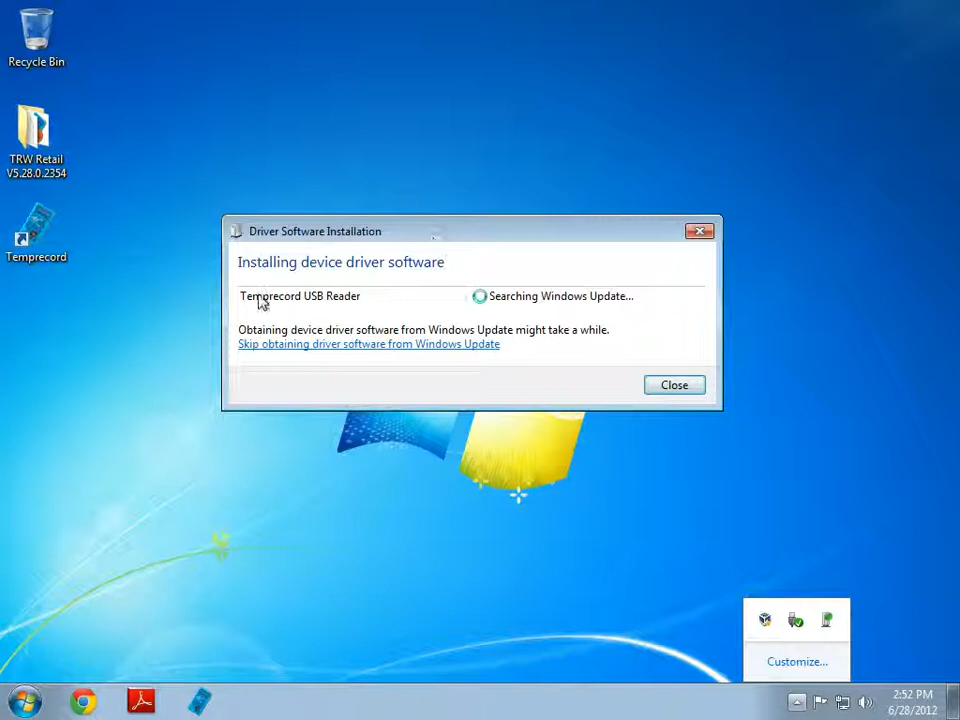 Recycle Bin
TRW Retail
V5.28.0.2354
Temprecord
Driver Software Installation
Installing device driver software
Temprecord USB Reader
Searching Windows Update...
Obtaining device driver software from Windows Update might take a while.
Skip obtaining driver software from Windows Update
Close
Customize...
2:52 PM
6/28/2012